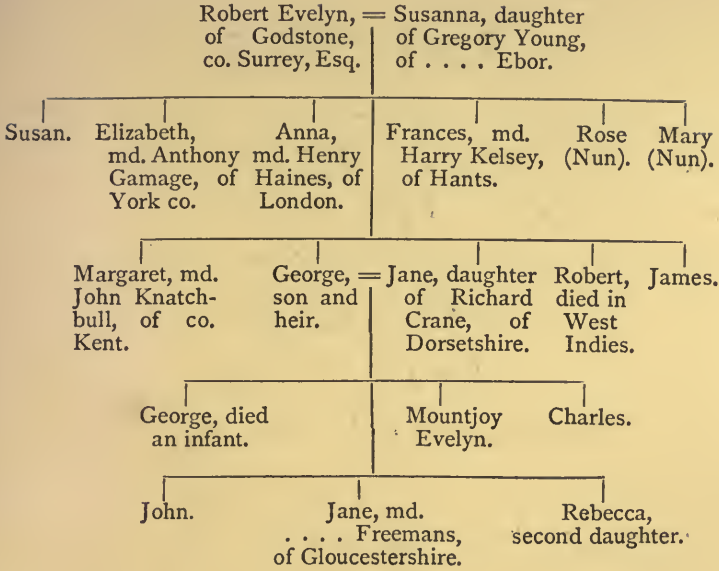 Robert Evelyn, = Susanna, daughter
of Godstone, of Gregory Young,
co. Surrey, Esq. of . . . . Ebor.
Susan. Elizabeth, Anna, Frances, md. Rose Mary
md. Anthony md. Henry Harry Kelsey, (Nun). (Nun).
Gamage, of Haines, of of Hants.
York co. London.
Margaret, md. George, = Jane, daughter Robert, James.
John Knatch- son and of Richard died in
bull, of co. heir. Crane, of West
Kent. Dorsetshire. Indies.
George, died Mountjoy Charles.
an infant. Evelyn.
John. Jane, md. Rebecca,
. . . . Freemans, second daughter.
of Gloucestershire.